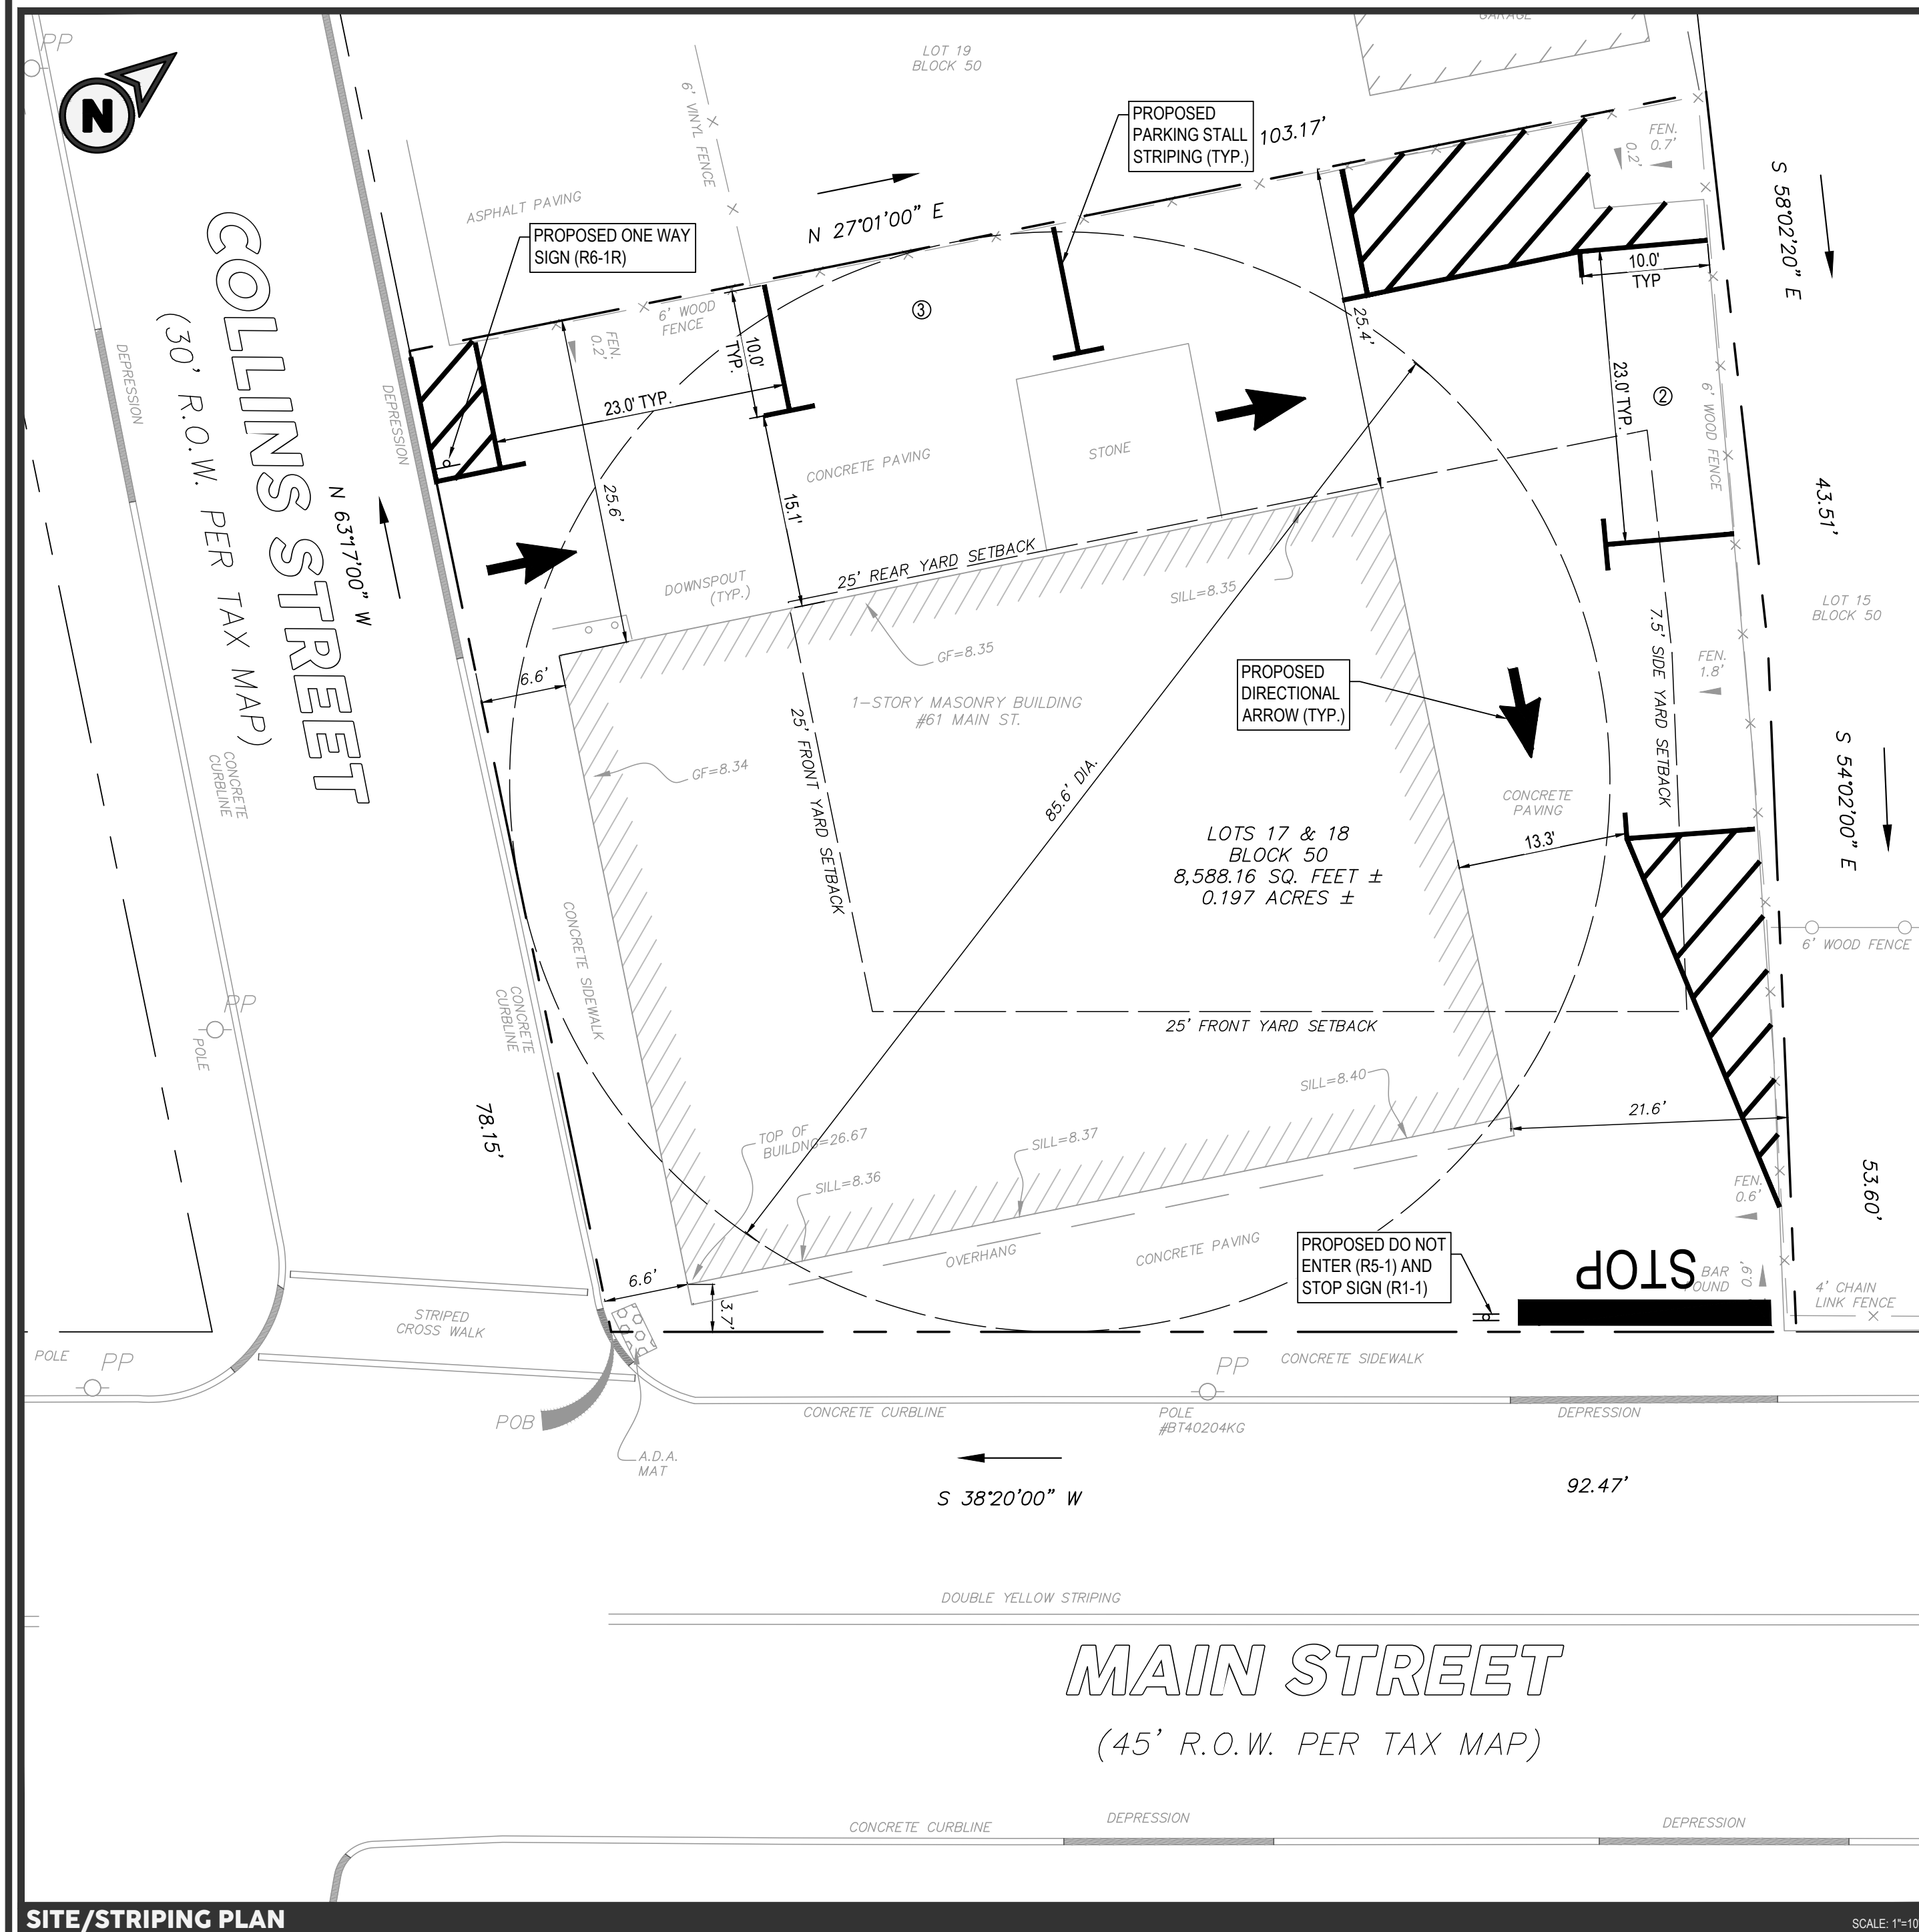 PP
N
LOT 19
BLOCK 50
GARAGE
6' VINYL FENCE
ASPHALT PAVING
PROPOSED ONE WAY
SIGN (R6-1R)
PROPOSED
PARKING STALL
STRIPING (TYP.)
103.17'
N 27°01'00" E
FEN.
0.7'
0.2'
S 58°02'20" E
10.0'
TYP
COLLINS STREET
(30' R.O.W. PER TAX MAP)
DEPRESSION
DEPRESSION
N 63°17'00" W
6' WOOD
FENCE
FEN.
0.2'
10.0'
TYP.
23.0' TYP.
3
25.4'
23.0' TYP.
2
6' WOOD FENCE
43.51'
25.6'
15.1'
CONCRETE PAVING
STONE
25' REAR YARD SETBACK
DOWNSPOUT
(TYP.)
SILL=8.35
GF=8.35
LOT 15
BLOCK 50
FEN.
1.8'
7.5' SIDE YARD SETBACK
6.6'
1-STORY MASONRY BUILDING
#61 MAIN ST.
PROPOSED
DIRECTIONAL
ARROW (TYP.)
25' FRONT YARD SETBACK
GF=8.34
85.6' DIA.
CONCRETE
CURBLINE
CONCRETE
PAVING
13.3'
S 54°02'00" E
LOTS 17 & 18
BLOCK 50
8,588.16 SQ. FEET ±
0.197 ACRES ±
CONCRETE SIDEWALK
CONCRETE
CURBLINE
6' WOOD FENCE
PP
POLE
25' FRONT YARD SETBACK
SILL=8.40
78.15'
21.6'
TOP OF
BUILDNG=26.67
SILL=8.37
SILL=8.36
FEN.
0.6'
53.60'
OVERHANG
CONCRETE PAVING
PROPOSED DO NOT
ENTER (R5-1) AND
STOP SIGN (R1-1)
STOP
BAR
OUND
0.9'
4' CHAIN
LINK FENCE
6.6'
3.7'
STRIPED
CROSS WALK
POLE
PP
PP
CONCRETE SIDEWALK
POB
CONCRETE CURBLINE
POLE
#BT40204KG
DEPRESSION
A.D.A.
MAT
S 38°20'00" W
92.47'
DOUBLE YELLOW STRIPING
MAIN STREET
(45' R.O.W. PER TAX MAP)
CONCRETE CURBLINE
DEPRESSION
DEPRESSION
SITE/STRIPING PLAN
SCALE: 1"=10'